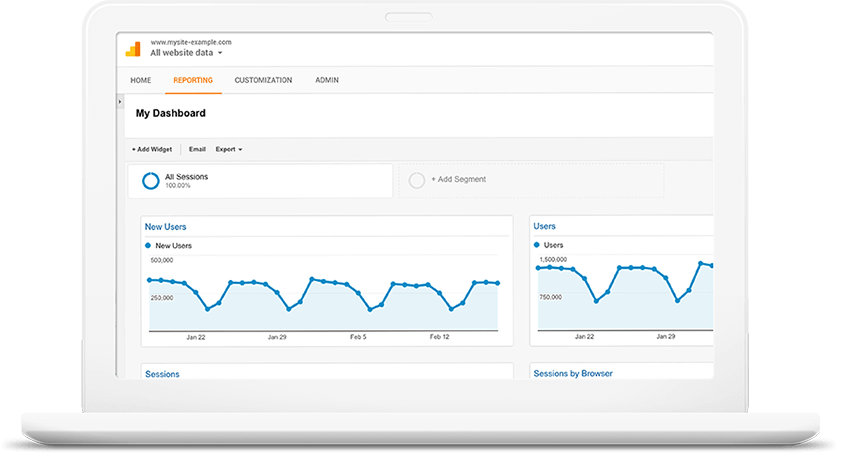 www.mysite-example.com
All website data
HOME REPORTING CUSTOMIZATION ADMIN
My Dashboard
+ Add Widget Email Export
All Sessions
100.00%
+ Add Segment
New Users
New Users
500,000
250,000
Jan 22 Jan 29 Feb 5 Feb 12
Users
Users
1,500,000
750,000
Jan 22 Jan 29
Sessions
Sessions by Browser